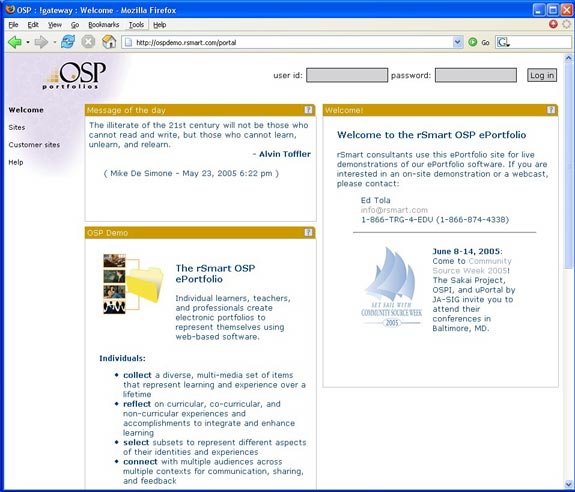 OSP : !gateway : Welcome - Mozilla Firefox
File Edit View Go Bookmarks Tools Help
http://ospdemo.rsmart.com/portal
Go
G
OSP
portfolios
user id:
password:
Log in
Welcome
Sites
Customer sites
Help
Message of the day
?
The illiterate of the 21st century will not be those who
cannot read and write, but those who cannot learn,
unlearn, and relearn.
- Alvin Toffler
( Mike De Simone - May 23, 2005 6:22 pm )
OSP Demo
?
The rSmart OSP
ePortfolio
Individual learners, teachers,
and professionals create
electronic portfolios to
represent themselves using
web-based software.
Individuals:
collect a diverse, multi-media set of items
that represent learning and experience over a
lifetime
reflect on curricular, co-curricular, and
non-curricular experiences and
accomplishments to integrate and enhance
learning
select subsets to represent different aspects
of their identities and experiences
connect with multiple audiences across
multiple contexts for communication, sharing,
and feedback
Welcome!
?
Welcome to the rSmart OSP ePortfolio
rSmart consultants use this ePortfolio site for live
demonstrations of our ePortfolio software. If you are
interested in an on-site demonstration or a webcast,
please contact:
Ed Tola
info@rsmart.com
1-866-TRG-4-EDU (1-866-874-4338)
SET SAIL WITH
COMMUNITY SOURCE WEEK
2005
June 8-14, 2005:
Come to Community
Source Week 2005!
The Sakai Project,
OSPI, and uPortal by
JA-SIG invite you to
attend their
conferences in
Baltimore, MD.